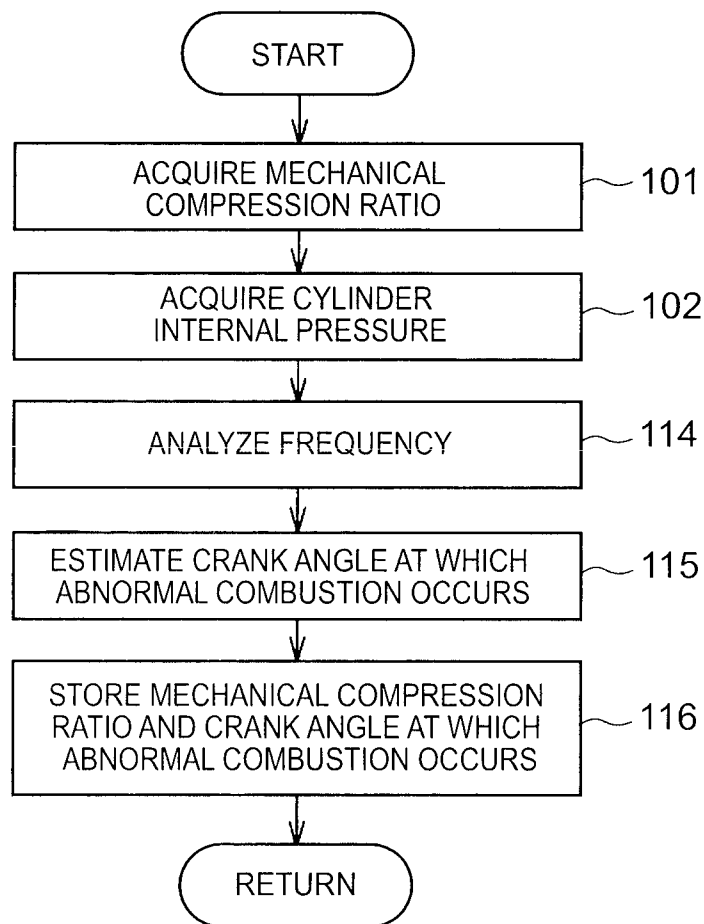 START
ACQUIRE MECHANICAL
COMPRESSION RATIO
101
ACQUIRE CYLINDER
INTERNAL PRESSURE
102
ANALYZE FREQUENCY
114
ESTIMATE CRANK ANGLE AT WHICH
ABNORMAL COMBUSTION OCCURS
115
STORE MECHANICAL COMPRESSION
RATIO AND CRANK ANGLE AT WHICH
ABNORMAL COMBUSTION OCCURS
116
RETURN